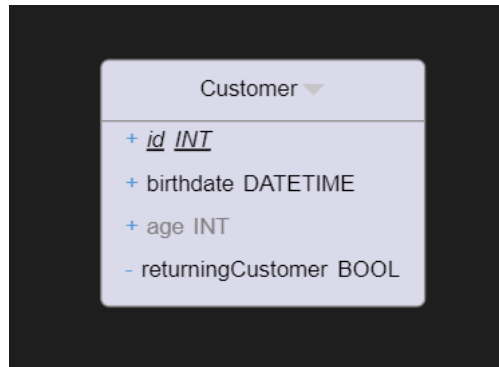 Customer
+ id INT
+ birthdate DATETIME
+ age INT
- returningCustomer BOOL